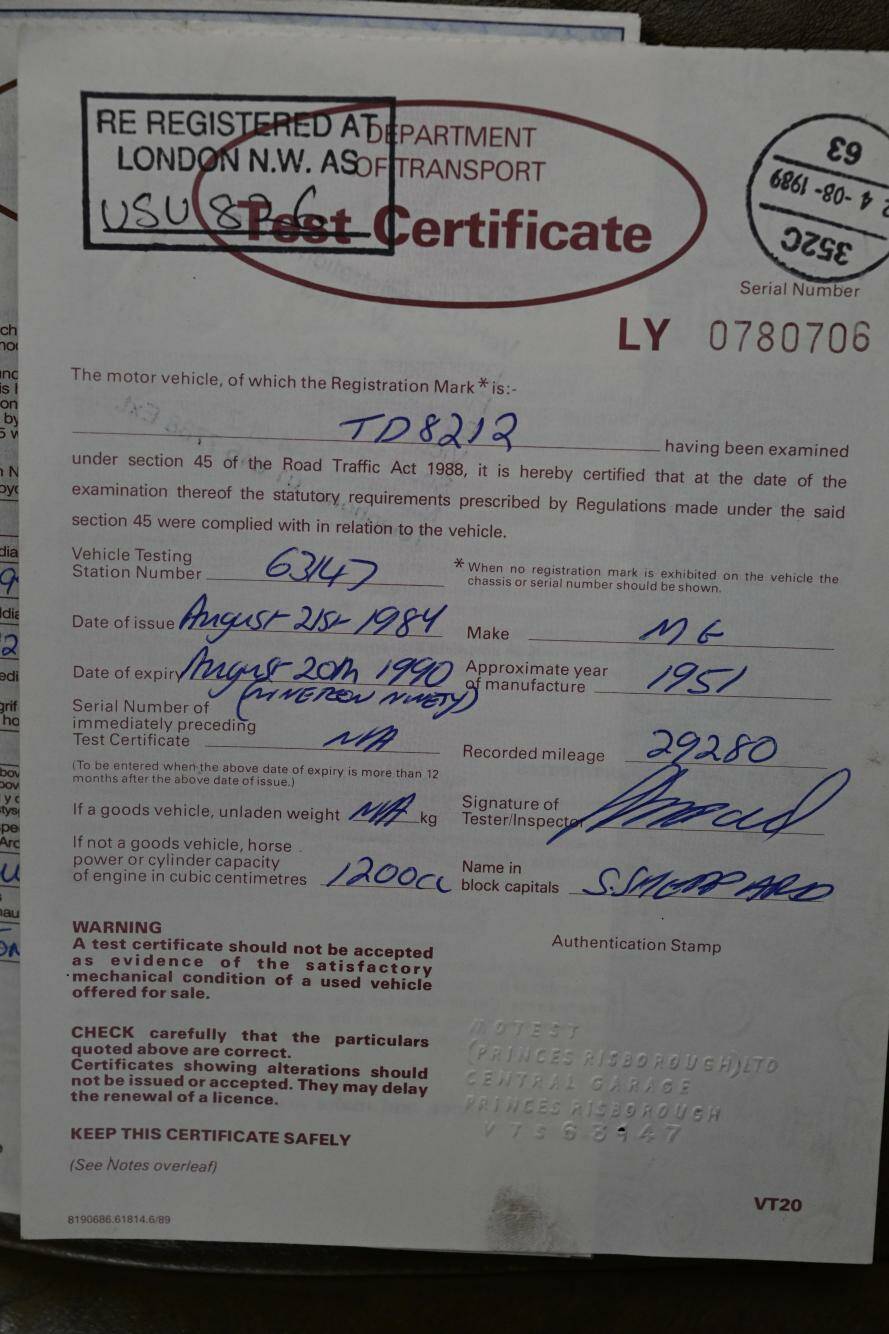 RE REGISTERED AT
LONDON N.W. AS
USU 826
DEPARTMENT
OF TRANSPORT
Test Certificate
63
24-08-1989
352C
Serial Number
LY 0780706
The motor vehicle, of which the Registration Mark * is:-
TD8212 having been examined
under section 45 of the Road Traffic Act 1988, it is hereby certified that at the date of the
examination thereof the statutory requirements prescribed by Regulations made under the said
section 45 were complied with in relation to the vehicle.
Vehicle Testing
Station Number 63147
* When no registration mark is exhibited on the vehicle the
chassis or serial number should be shown.
Date of issue August 21st 1984
Make MG
Date of expiry August 20th 1990
(NINETEEN NINETY)
Approximate year
of manufacture 1951
Serial Number of
immediately preceding
Test Certificate N/A
Recorded mileage 29280
(To be entered when the above date of expiry is more than 12
months after the above date of issue.)
If a goods vehicle, unladen weight N/A kg
Signature of
Tester/Inspector
If not a goods vehicle, horse
power or cylinder capacity
of engine in cubic centimetres 1200cc
Name in
block capitals S.SHEPPARD
WARNING
A test certificate should not be accepted
as evidence of the satisfactory
mechanical condition of a used vehicle
offered for sale.
Authentication Stamp
CHECK carefully that the particulars
quoted above are correct.
Certificates showing alterations should
not be issued or accepted. They may delay
the renewal of a licence.
MOTEST
(PRINCES RISBOROUGH) LTD
CENTRAL GARAGE
PRINCES RISBOROUGH
VTS
KEEP THIS CERTIFICATE SAFELY
(See Notes overleaf)
VT20
8190686.61814.6/89